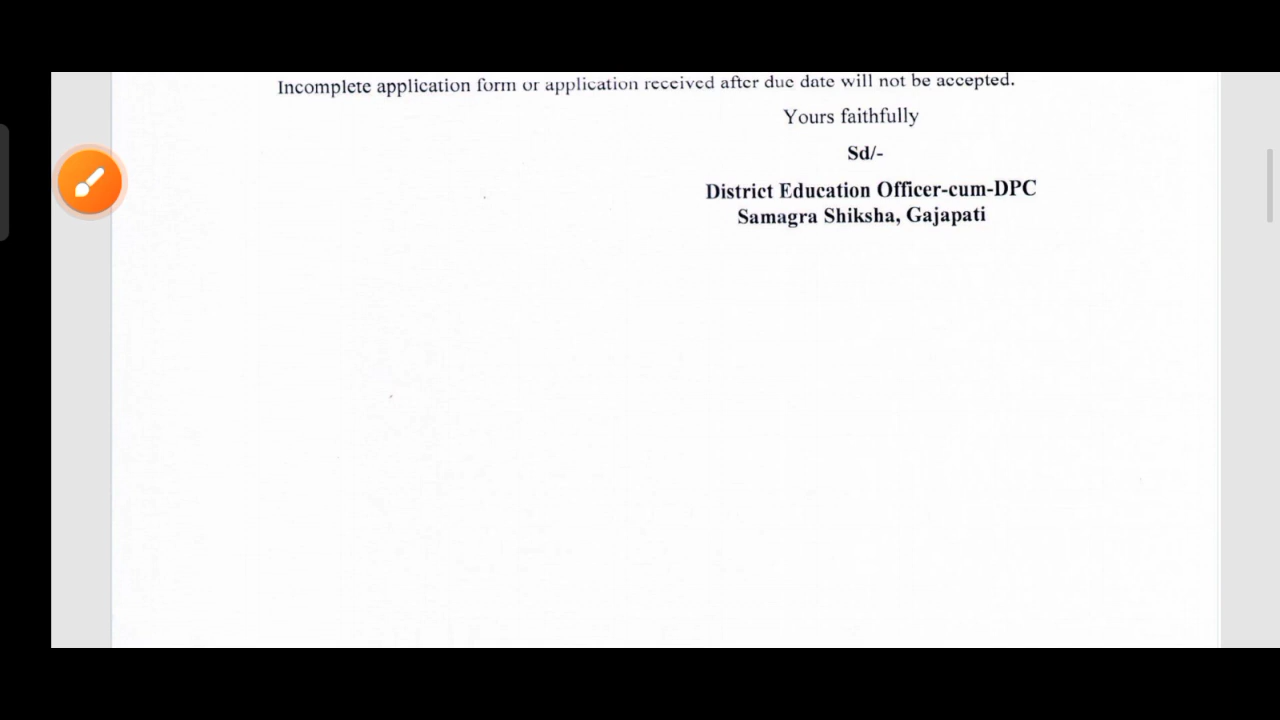 Incomplete application form or application received after due date will not be accepted.
Yours faithfully
Sd/-
District Education Officer-cum-DPC
Samagra Shiksha, Gajapati